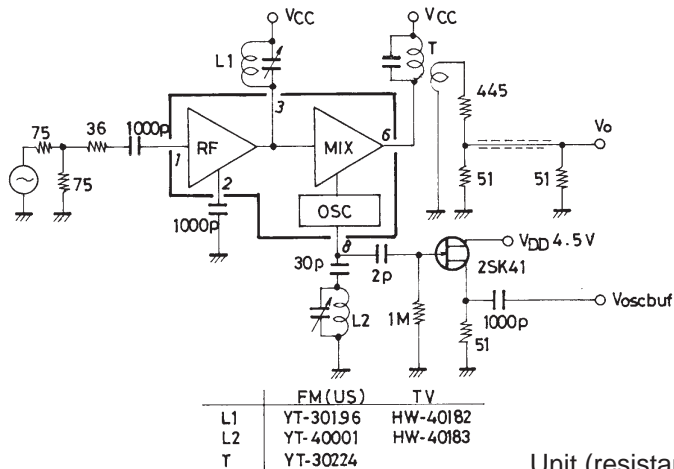 VCC
VCC
L1
T
3
445
75
36
1000p
1
RF
MIX
6
Vo
75
2
1000p
OSC
51
51
8
VDD 4.5V
30p
2p
2SK41
L2
1M
1000p
Voscbuf
51
FM(US) TV
L1 YT-30196 HW-40182
L2 YT-40001 HW-40183
T YT-30224
Unit (resistan